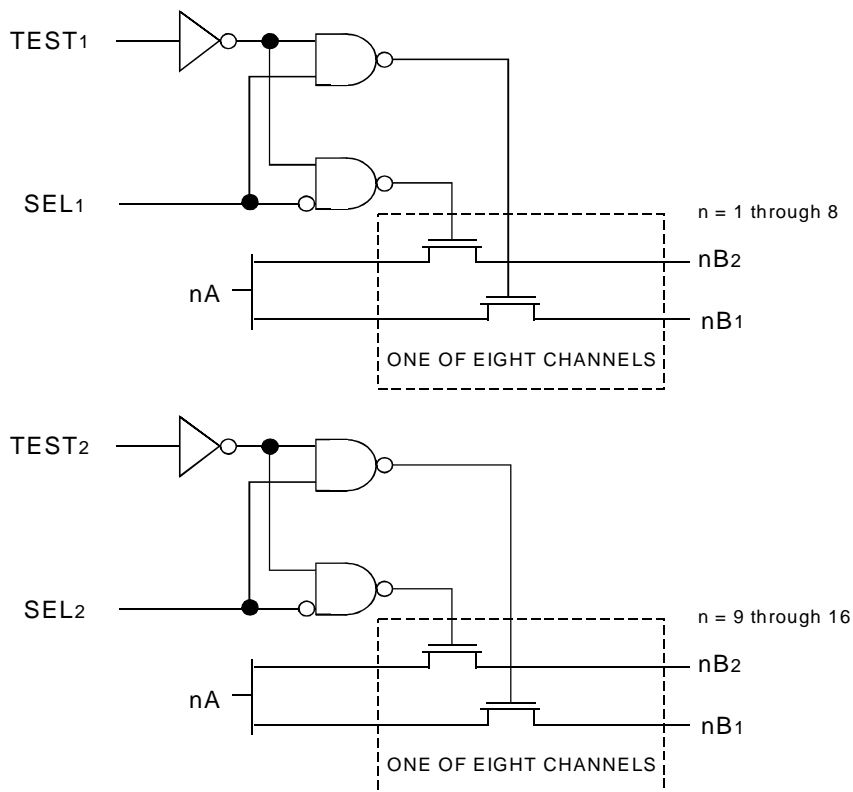 TEST1
SEL1
n = 1 through 8
nB2
nA
nB1
ONE OF EIGHT CHANNELS
TEST2
SEL2
n = 9 through 16
nB2
nA
nB1
ONE OF EIGHT CHANNELS